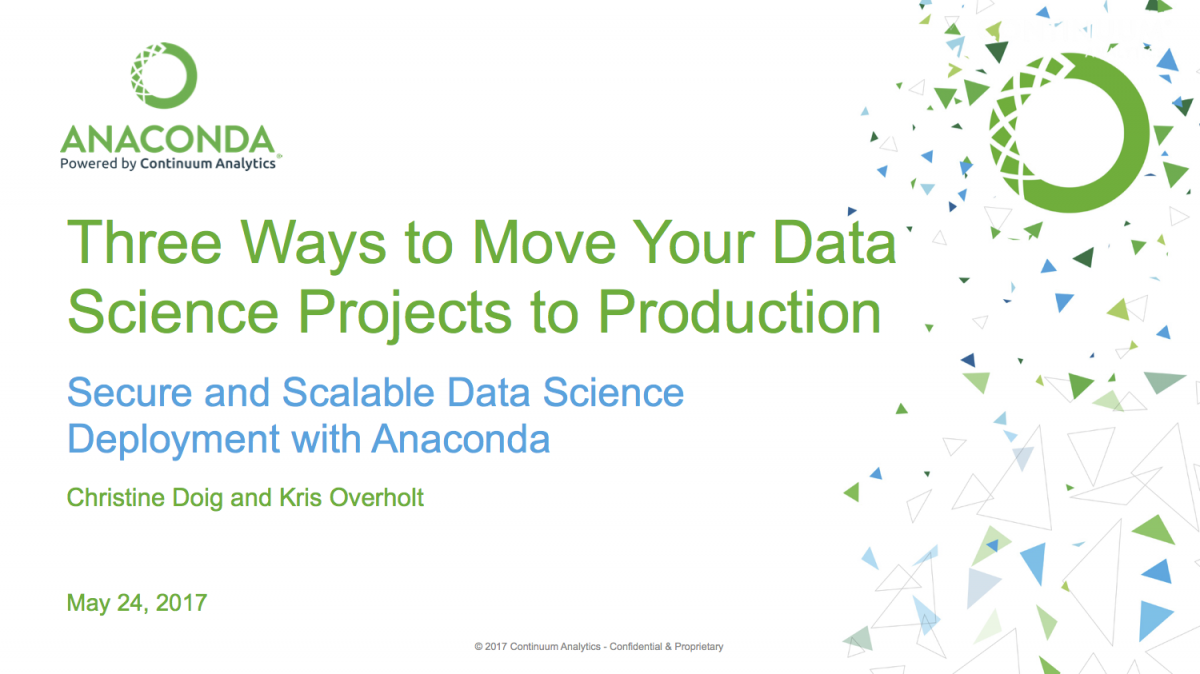 ANACONDA
Powered by Continuum Analytics
Three Ways to Move Your Data
Science Projects to Production
Secure and Scalable Data Science
Deployment with Anaconda
Christine Doig and Kris Overholt
May 24, 2017
© 2017 Continuum Analytics - Confidential & Proprietary